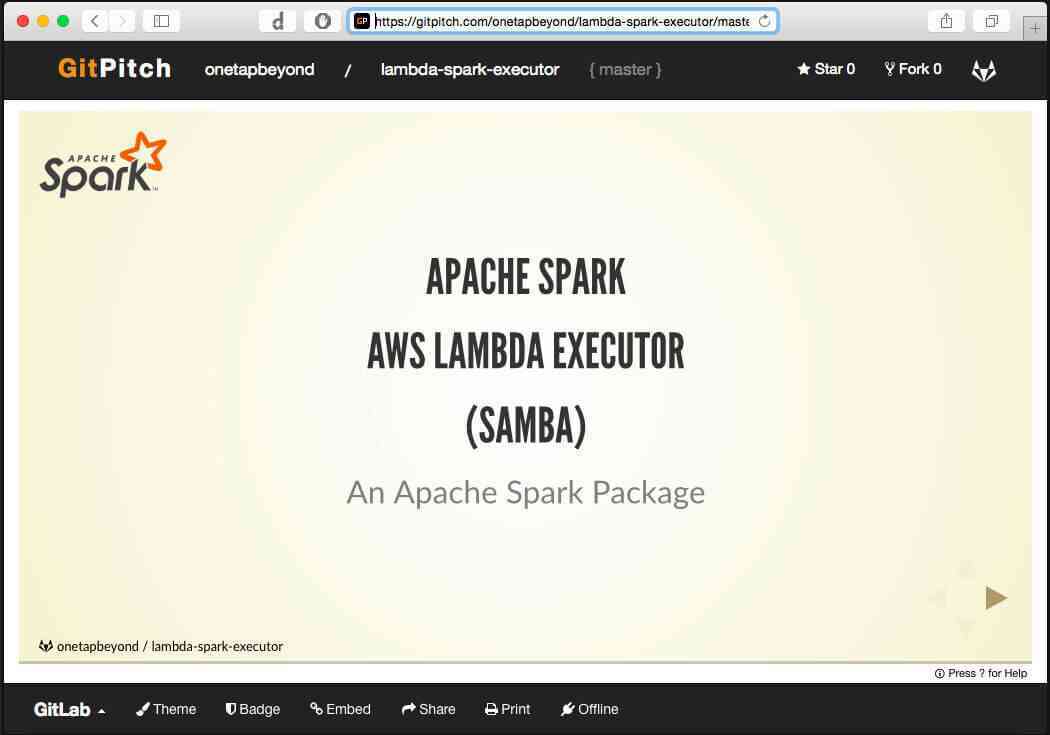 d
GP https://gitpitch.com/onetapbeyond/lambda-spark-executor/maste
GitPitch onetapbeyond / lambda-spark-executor { master } Star 0 Fork 0
APACHE
Spark™
APACHE SPARK
AWS LAMBDA EXECUTOR
(SAMBA)
An Apache Spark Package
onetapbeyond / lambda-spark-executor
Press ? for Help
GitLab Theme Badge Embed Share Print Offline